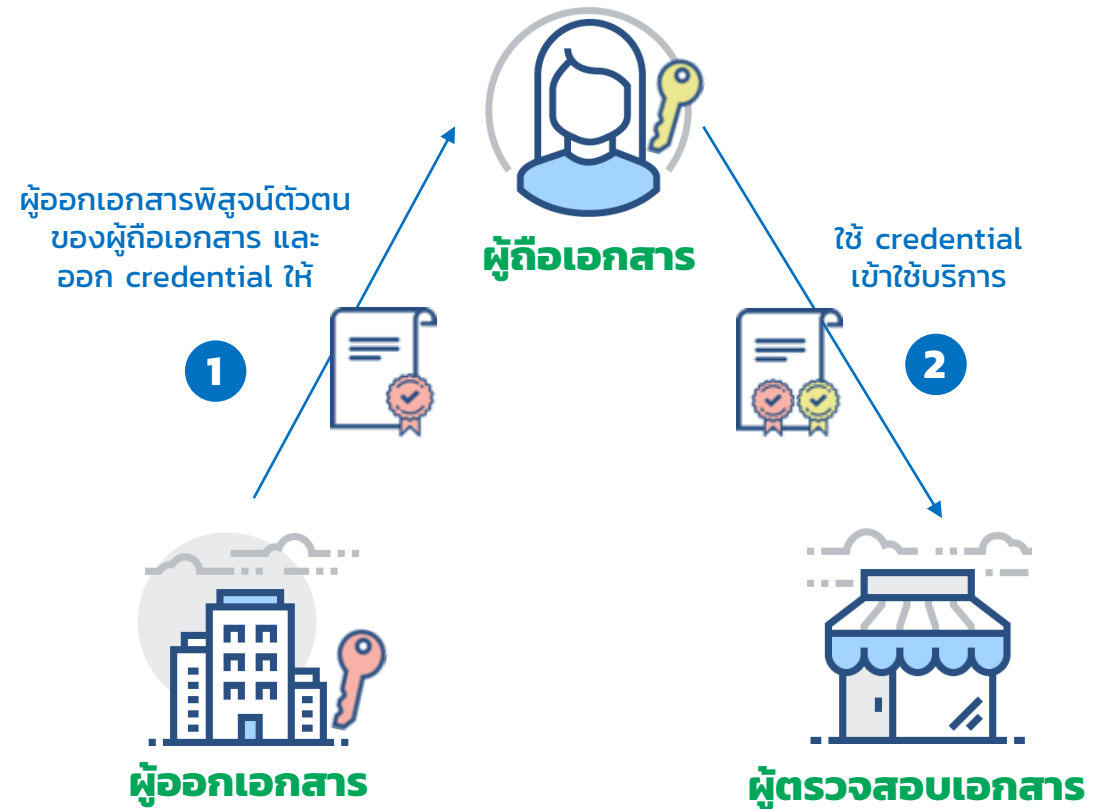 ผู้ออกเอกสารพิสูจน์ตัวตน
ของผู้ถือเอกสาร และ
ออก credential ให้
1
ผู้ถือเอกสาร
ใช้ credential
เข้าใช้บริการ
2
ผู้ออกเอกสาร
ผู้ตรวจสอบเอกสาร